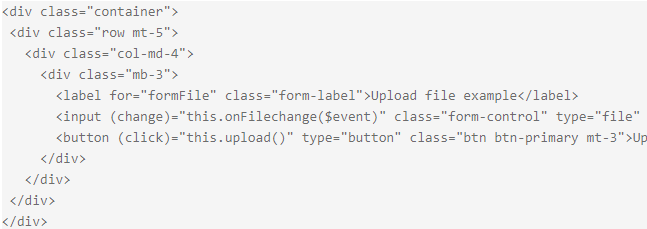 <div class="container">
<div class="row mt-5">
<div class="col-md-4">
<div class="mb-3">
<label for="formFile" class="form-label">Upload file example</label>
<input (change)="this.onFilechange($event)" class="form-control" type="file"
<button (click)="this.upload()" type="button" class="btn btn-primary mt-3">Up
</div>
</div>
</div>
</div>